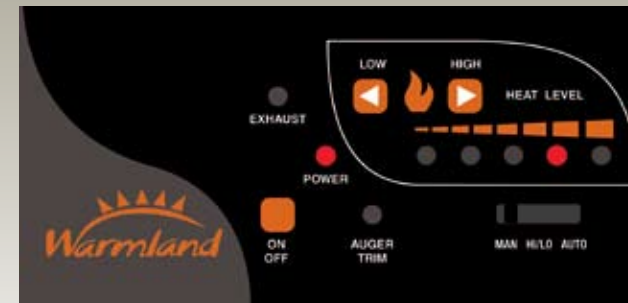 LOW HIGH
HEAT LEVEL
EXHAUST
POWER
Warmland
ON
OFF
AUGER
TRIM
MAN HI/LO AUTO